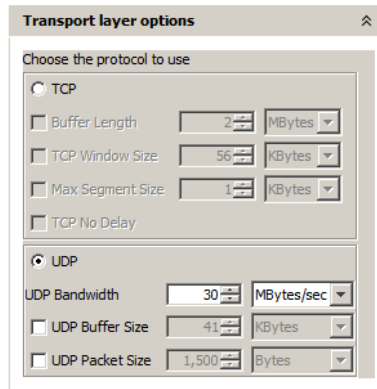 Transport layer options
Choose the protocol to use
TCP
Buffer Length 2 MBytes
TCP Window Size 56 KBytes
Max Segment Size 1 KBytes
TCP No Delay
UDP
UDP Bandwidth 30 MBytes/sec
UDP Buffer Size 41 KBytes
UDP Packet Size 1,500 Bytes